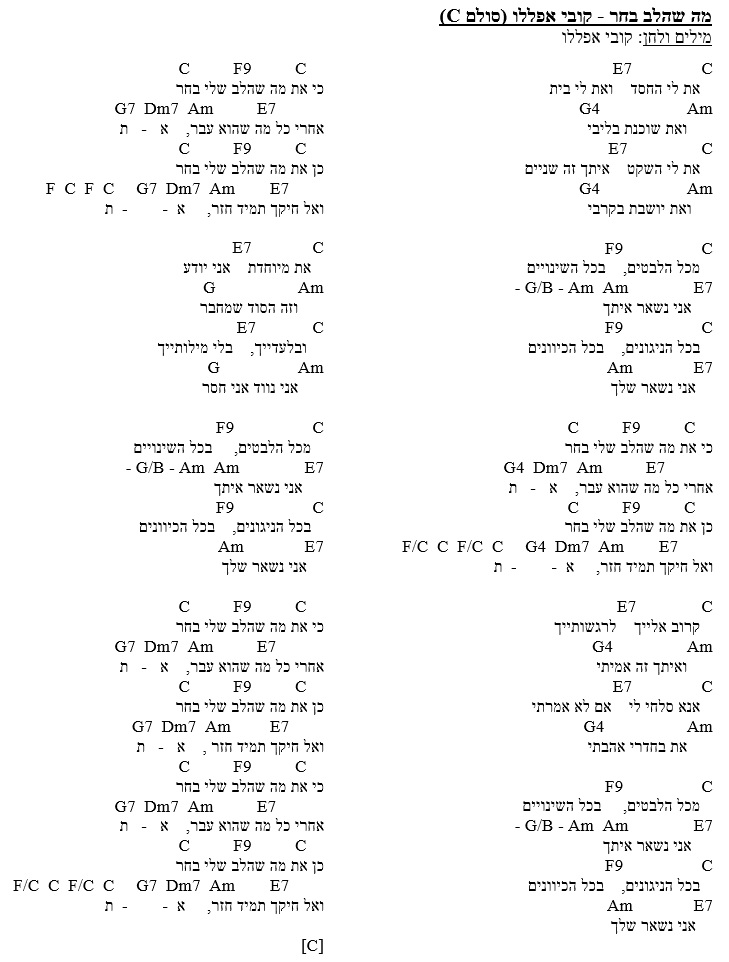 מה שהלב בחר - קובי אפללו (סולם C)
מילים ולחן: קובי אפללו
C E7
את לי החסד ואת לי בית
Am G4
ואת שוכנת בליבי
C E7
את לי השקט איתך זה שניים
Am G4
ואת יושבת בקרבי
C F9
מכל הלבטים, בכל השינויים
E7 Am Am - G/B -
אני נשאר איתך
C F9
בכל הניגונים, בכל הכיוונים
E7 Am
אני נשאר שלך
C F9 C
כי את מה שהלב שלי בחר
E7 Am Dm7 G4
אחרי כל מה שהוא עבר, א - ת
C F9 C
כן את מה שהלב שלי בחר
E7 Am Dm7 G4 C F/C C F/C
ואל חיקך תמיד חזר, א - - ת
C E7
קרוב אלייך לרגשותייך
Am G4
ואיתך זה אמיתי
C E7
אנא סלחי לי אם לא אמרתי
Am G4
את בחדרי אהבתי
C F9
מכל הלבטים, בכל השינויים
E7 Am Am - G/B -
אני נשאר איתך
C F9
בכל הניגונים, בכל הכיוונים
E7 Am
אני נשאר שלך
C F9 C
כי את מה שהלב שלי בחר
E7 Am Dm7 G7
אחרי כל מה שהוא עבר, א - ת
C F9 C
כן את מה שהלב שלי בחר
E7 Am Dm7 G7 C F C F
ואל חיקך תמיד חזר, א - - ת
C E7
את מיוחדת אני יודע
Am G
וזה הסוד שמחבר
C E7
ובלעדייך, בלי מילותייך
Am G
אני נווד אני חסר
C F9
מכל הלבטים, בכל השינויים
E7 Am Am - G/B -
אני נשאר איתך
C F9
בכל הניגונים, בכל הכיוונים
E7 Am
אני נשאר שלך
C F9 C
כי את מה שהלב שלי בחר
E7 Am Dm7 G7
אחרי כל מה שהוא עבר, א - ת
C F9 C
כן את מה שהלב שלי בחר
E7 Am Dm7 G7
ואל חיקך תמיד חזר , א - ת
C F9 C
כי את מה שהלב שלי בחר
E7 Am Dm7 G7
אחרי כל מה שהוא עבר, א - ת
C F9 C
כן את מה שהלב שלי בחר
E7 Am Dm7 G7 C F/C C F/C
ואל חיקך תמיד חזר, א - - ת
[C]